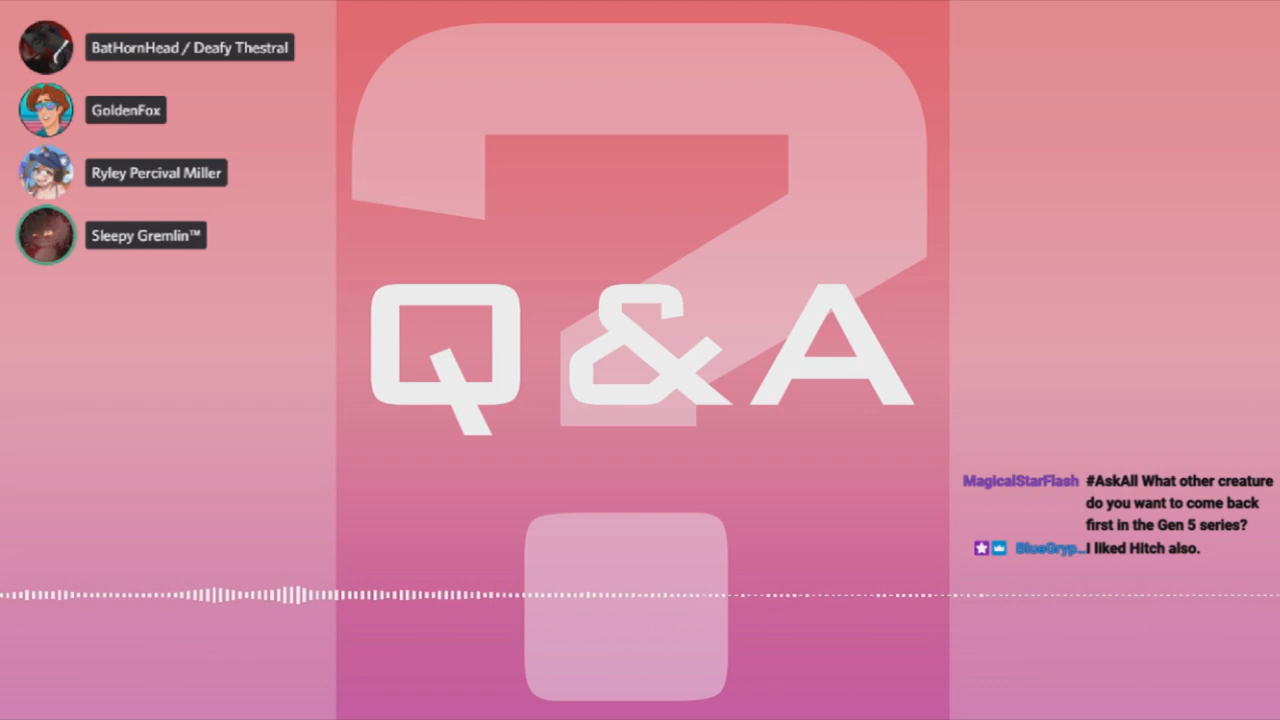 BatHornHead / Deafy Thestral
GoldenFox
Ryley Percival Miller
Sleepy Gremlin™
?
Q & A
MagicalStarFlash #AskAll What other creature
do you want to come back
first in the Gen 5 series?
BlueGryp... I liked Hitch also.